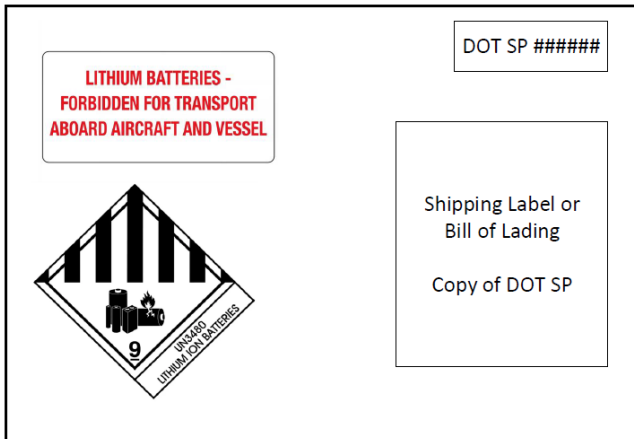 DOT SP ######
LITHIUM BATTERIES -
FORBIDDEN FOR TRANSPORT
ABOARD AIRCRAFT AND VESSEL
Shipping Label or
Bill of Lading
Copy of DOT SP
9
UN3480
LITHIUM ION BATTERIES